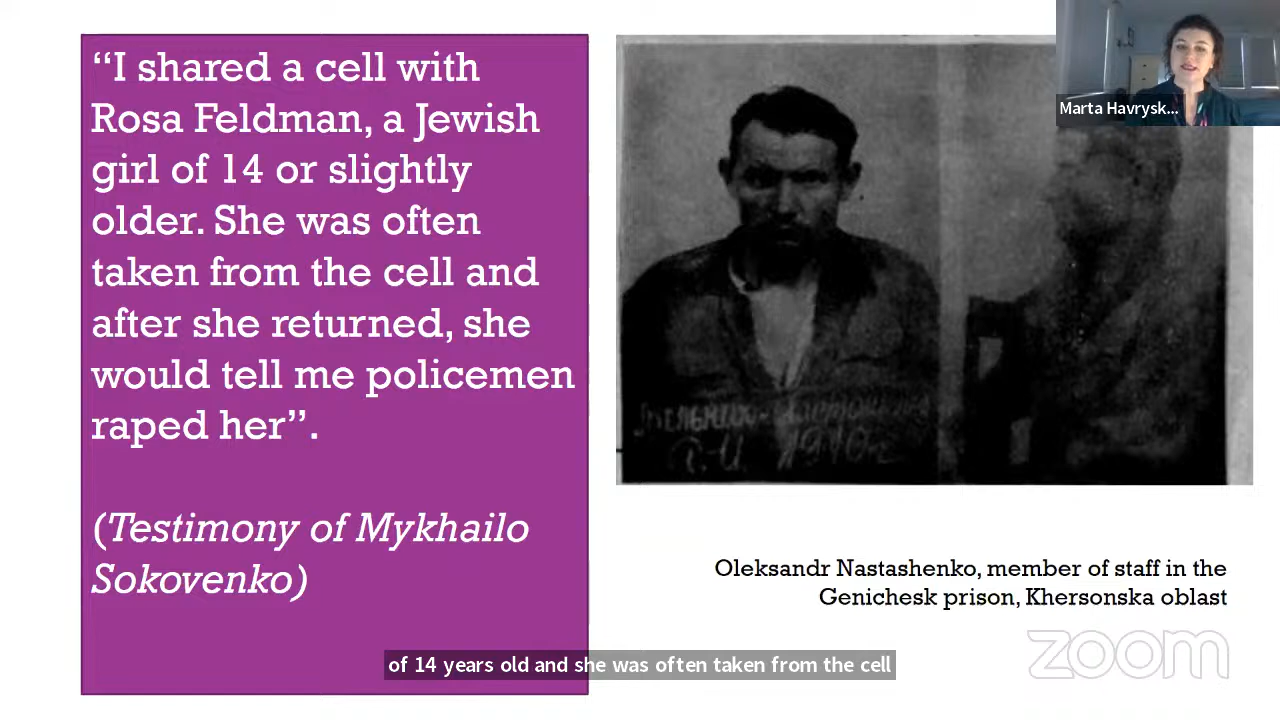 “I shared a cell with
Rosa Feldman, a Jewish
girl of 14 or slightly
older. She was often
taken from the cell and
after she returned, she
would tell me policemen
raped her”.
(Testimony of Mykhailo
Sokovenko)
Marta Havrysk...
1910г
Oleksandr Nastashenko, member of staff in the
Genichesk prison, Khersonska oblast
zoom
of 14 years old and she was often taken from the cell